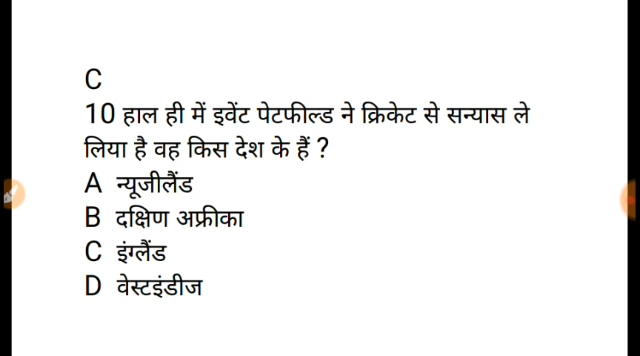 C
10 हाल ही में इवेंट पेटफील्ड ने क्रिकेट से सन्यास ले
लिया है वह किस देश के हैं ?
A न्यूजीलैंड
B दक्षिण अफ्रीका
C इंग्लैंड
D वेस्टइंडीज